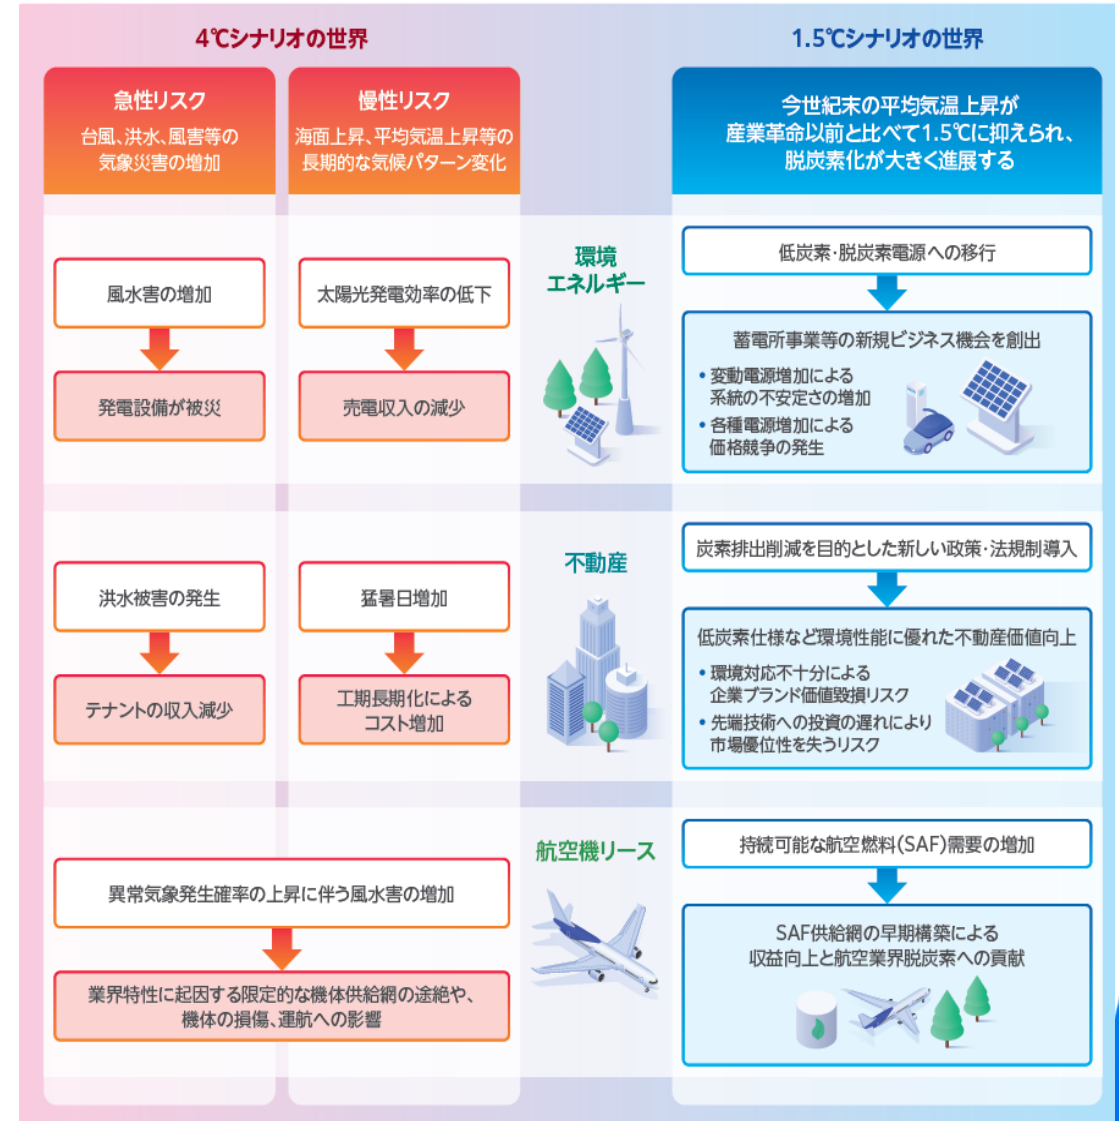 4℃シナリオの世界
1.5℃シナリオの世界
急性リスク
台風、洪水、風害等の
気象災害の増加
慢性リスク
海面上昇、平均気温上昇等の
長期的な気候パターン変化
今世紀末の平均気温上昇が
産業革命以前と比べて1.5℃に抑えられ、
脱炭素化が大きく進展する
風水害の増加
発電設備が被災
太陽光発電効率の低下
売電収入の減少
環境
エネルギー
低炭素・脱炭素電源への移行
蓄電所事業等の新規ビジネス機会を創出
• 変動電源増加による
系統の不安定さの増加
• 各種電源増加による
価格競争の発生
洪水被害の発生
テナントの収入減少
猛暑日増加
工期長期化による
コスト増加
不動産
炭素排出削減を目的とした新しい政策・法規制導入
低炭素仕様など環境性能に優れた不動産価値向上
• 環境対応不十分による
企業ブランド価値毀損リスク
• 先端技術への投資の遅れにより
市場優位性を失うリスク
異常気象発生確率の上昇に伴う風水害の増加
業界特性に起因する限定的な機体供給網の途絶や、
機体の損傷、運航への影響
航空機リース
持続可能な航空燃料(SAF)需要の増加
SAF供給網の早期構築による
収益向上と航空業界脱炭素への貢献